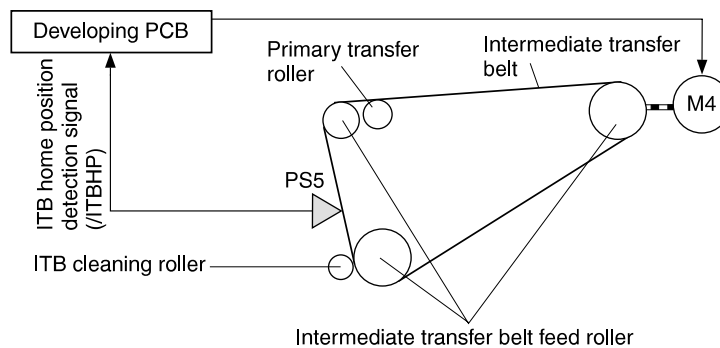 Developing PCB
Primary transfer
roller
Intermediate transfer
belt
M4
ITB home position
detection signal
(/ITBHP)
PS5
ITB cleaning roller
Intermediate transfer belt feed roller